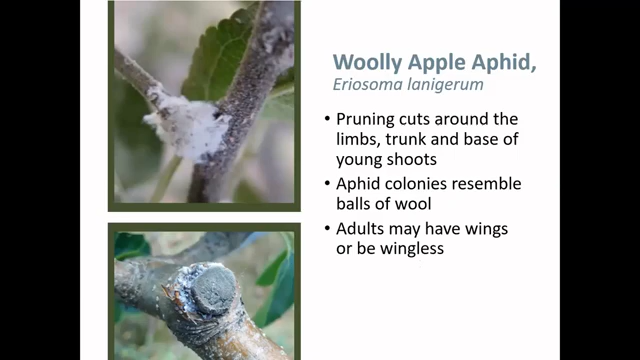 Woolly Apple Aphid,
Eriosoma lanigerum
• Pruning cuts around the
limbs, trunk and base of
young shoots
• Aphid colonies resemble
balls of wool
• Adults may have wings
or be wingless